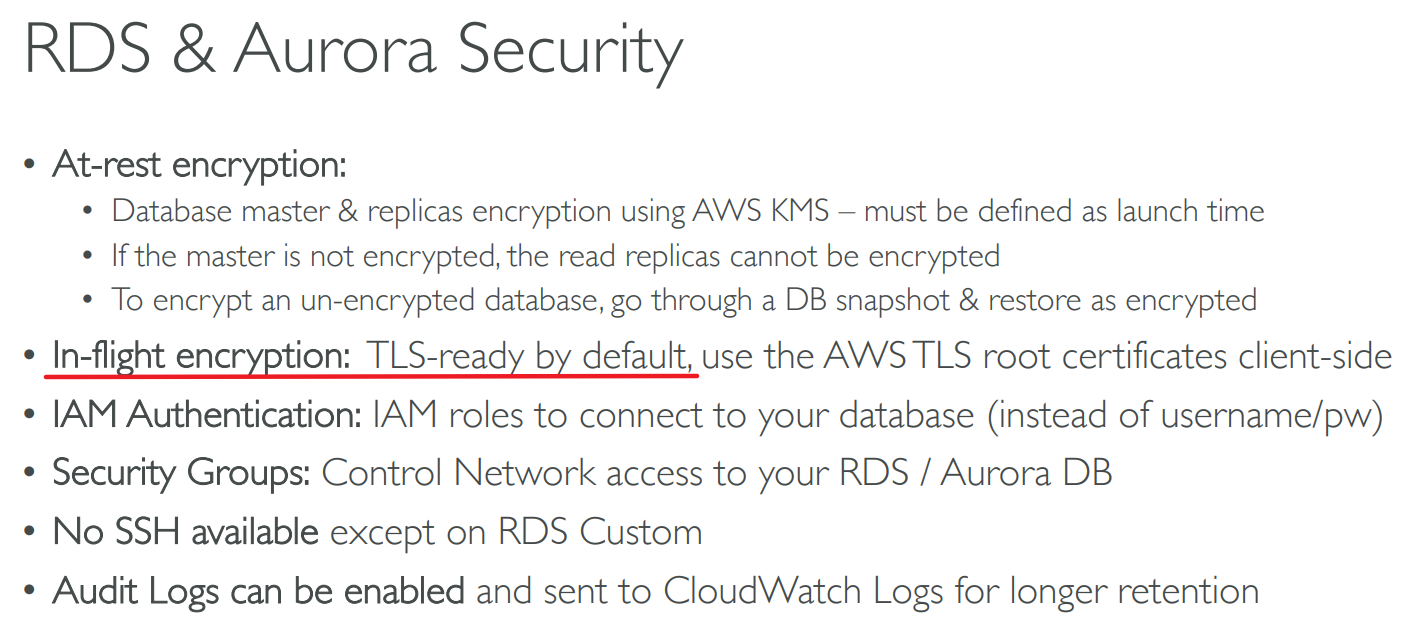 RDS & Aurora Security
• At-rest encryption:
• Database master & replicas encryption using AWS KMS – must be defined as launch time
• If the master is not encrypted, the read replicas cannot be encrypted
• To encrypt an un-encrypted database, go through a DB snapshot & restore as encrypted
• In-flight encryption: TLS-ready by default, use the AWS TLS root certificates client-side
• IAM Authentication: IAM roles to connect to your database (instead of username/pw)
• Security Groups: Control Network access to your RDS / Aurora DB
• No SSH available except on RDS Custom
• Audit Logs can be enabled and sent to CloudWatch Logs for longer retention